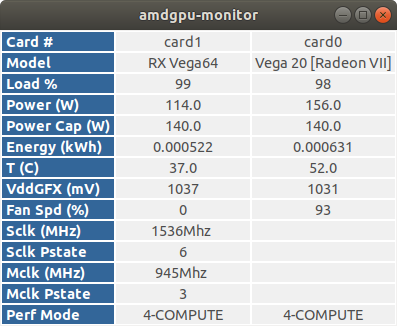 amdgpu-monitor
Card # card1 card0
Model RX Vega64 Vega 20 [Radeon VII]
Load % 99 98
Power (W) 114.0 156.0
Power Cap (W) 140.0 140.0
Energy (kWh) 0.000522 0.000631
T (C) 37.0 52.0
VddGFX (mV) 1037 1031
Fan Spd (%) 0 93
Sclk (MHz) 1536Mhz
Sclk Pstate 6
Mclk (MHz) 945Mhz
Mclk Pstate 3
Perf Mode 4-COMPUTE 4-COMPUTE